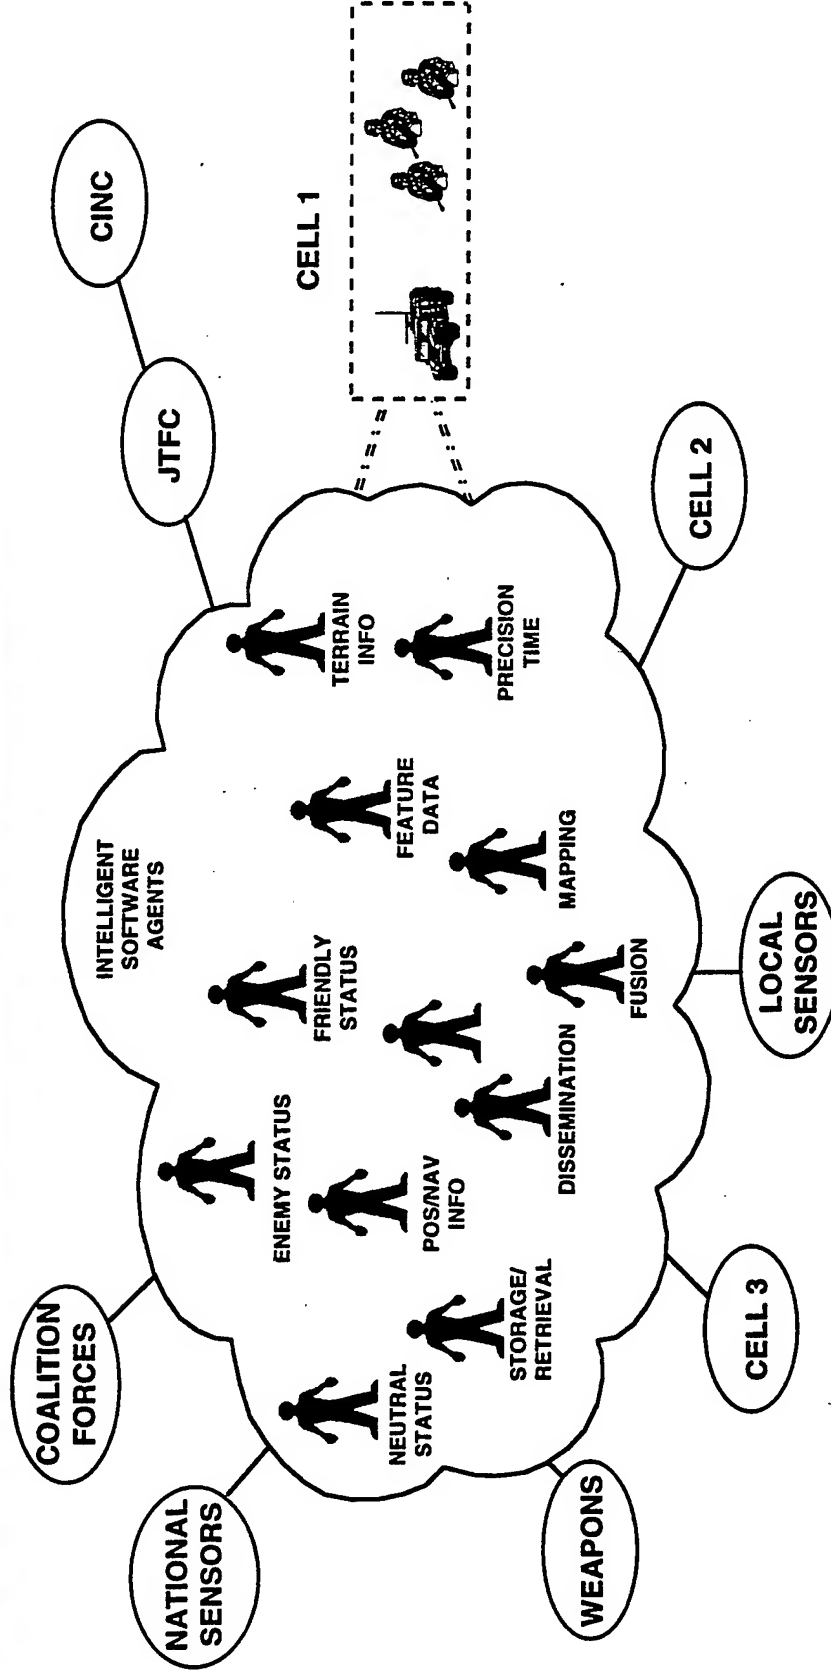 COALITION
FORCES
NATIONAL
SENSORS
INTELLIGENT
SOFTWARE
AGENTS
JTFC
CINC
ENEMY STATUS
FRIENDLY
STATUS
TERRAIN
INFO
CELL 1
NEUTRAL
STATUS
POS/NAV
INFO
FEATURE
DATA
PRECISION
TIME
STORAGE/
RETRIEVAL
DISSEMINATION
MAPPING
FUSION
WEAPONS
CELL 3
LOCAL
SENSORS
CELL 2